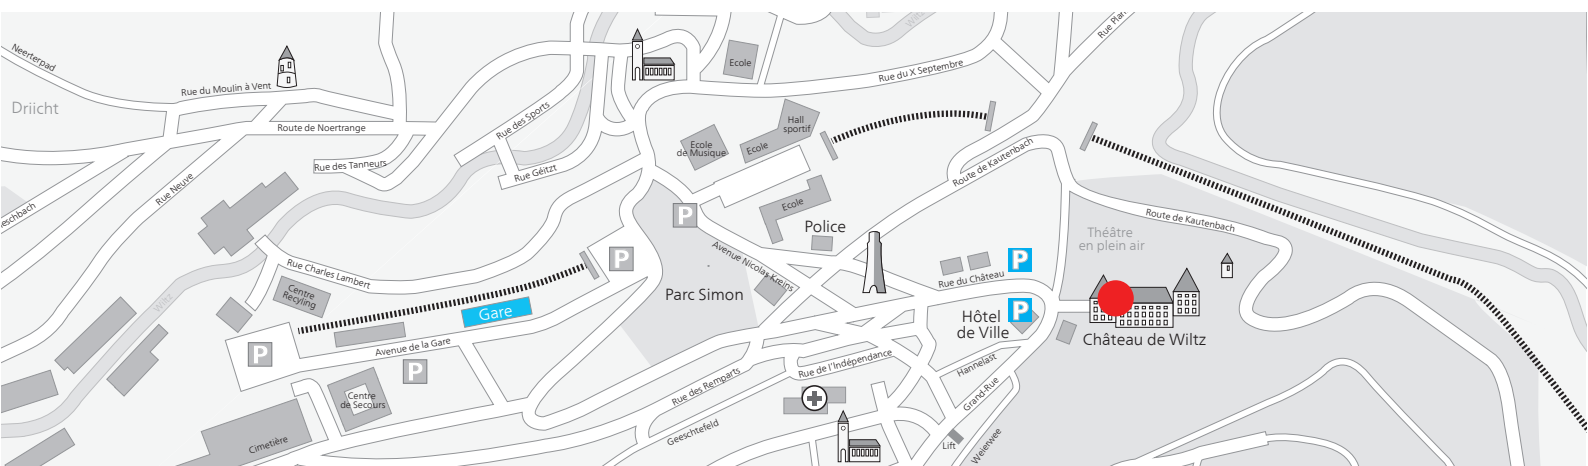 Wiltz
Rue Plan
Neerterpad
Driicht
Rue du Moulin à Vent
Route de Noertrange
Rue des Tanneurs
Rue des Sports
Rue Géitzt
Rue Neuve
eschbach
Ecole
Rue du X Septembre
Hall
sportif
Ecole
Ecole
de Musique
Ecole
Police
Route de Kautenbach
Route de Kautenbach
Théâtre
en plein air
Rue Charles Lambert
Centre
Recyling
Wiltz
Gare
P
P
P
P
Avenue de la Gare
Parc Simon
Avenue Nicolas Kreins
Rue du Château
P
P
Hôtel
de Ville
Château de Wiltz
Centre
de Secours
Cimetière
Rue des Remparts
Rue de l'Indépendance
Geeschtefeld
Hannelast
Grand-Rue
Lift
Weierwee